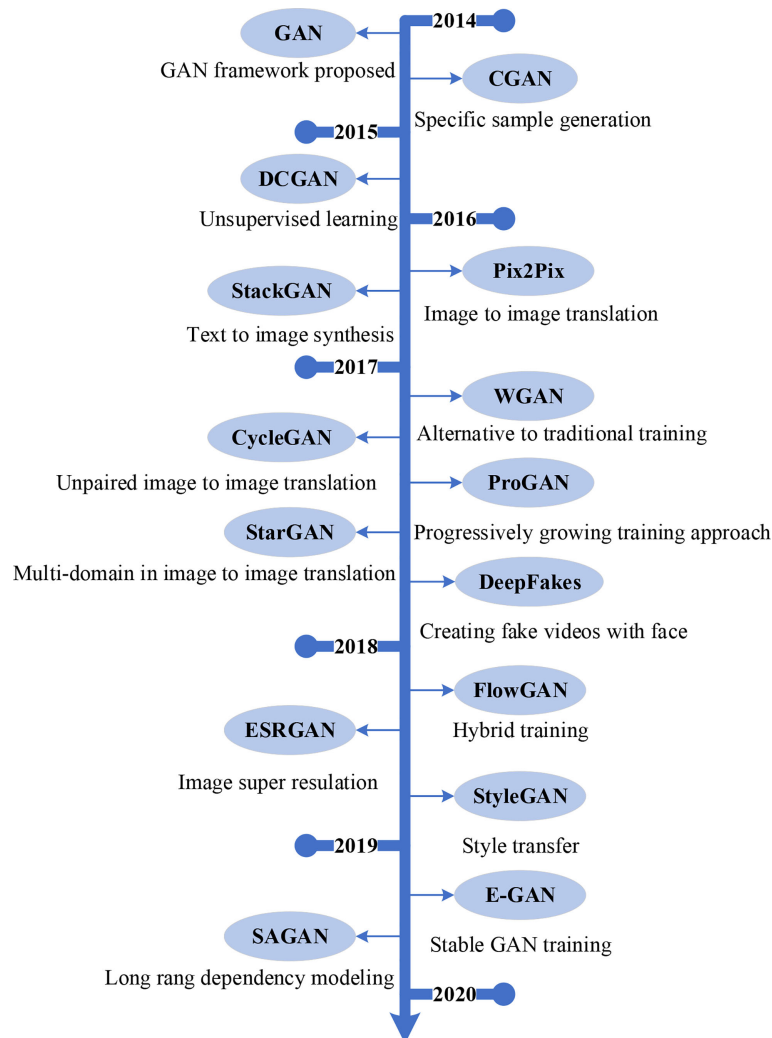 2014
GAN
GAN framework proposed
CGAN
Specific sample generation
2015
DCGAN
Unsupervised learning
2016
Pix2Pix
Image to image translation
StackGAN
Text to image synthesis
2017
WGAN
Alternative to traditional training
CycleGAN
Unpaired image to image translation
ProGAN
Progressively growing training approach
StarGAN
Multi-domain in image to image translation
DeepFakes
Creating fake videos with face
2018
FlowGAN
Hybrid training
ESRGAN
Image super resulation
StyleGAN
Style transfer
2019
E-GAN
Stable GAN training
SAGAN
Long rang dependency modeling
2020